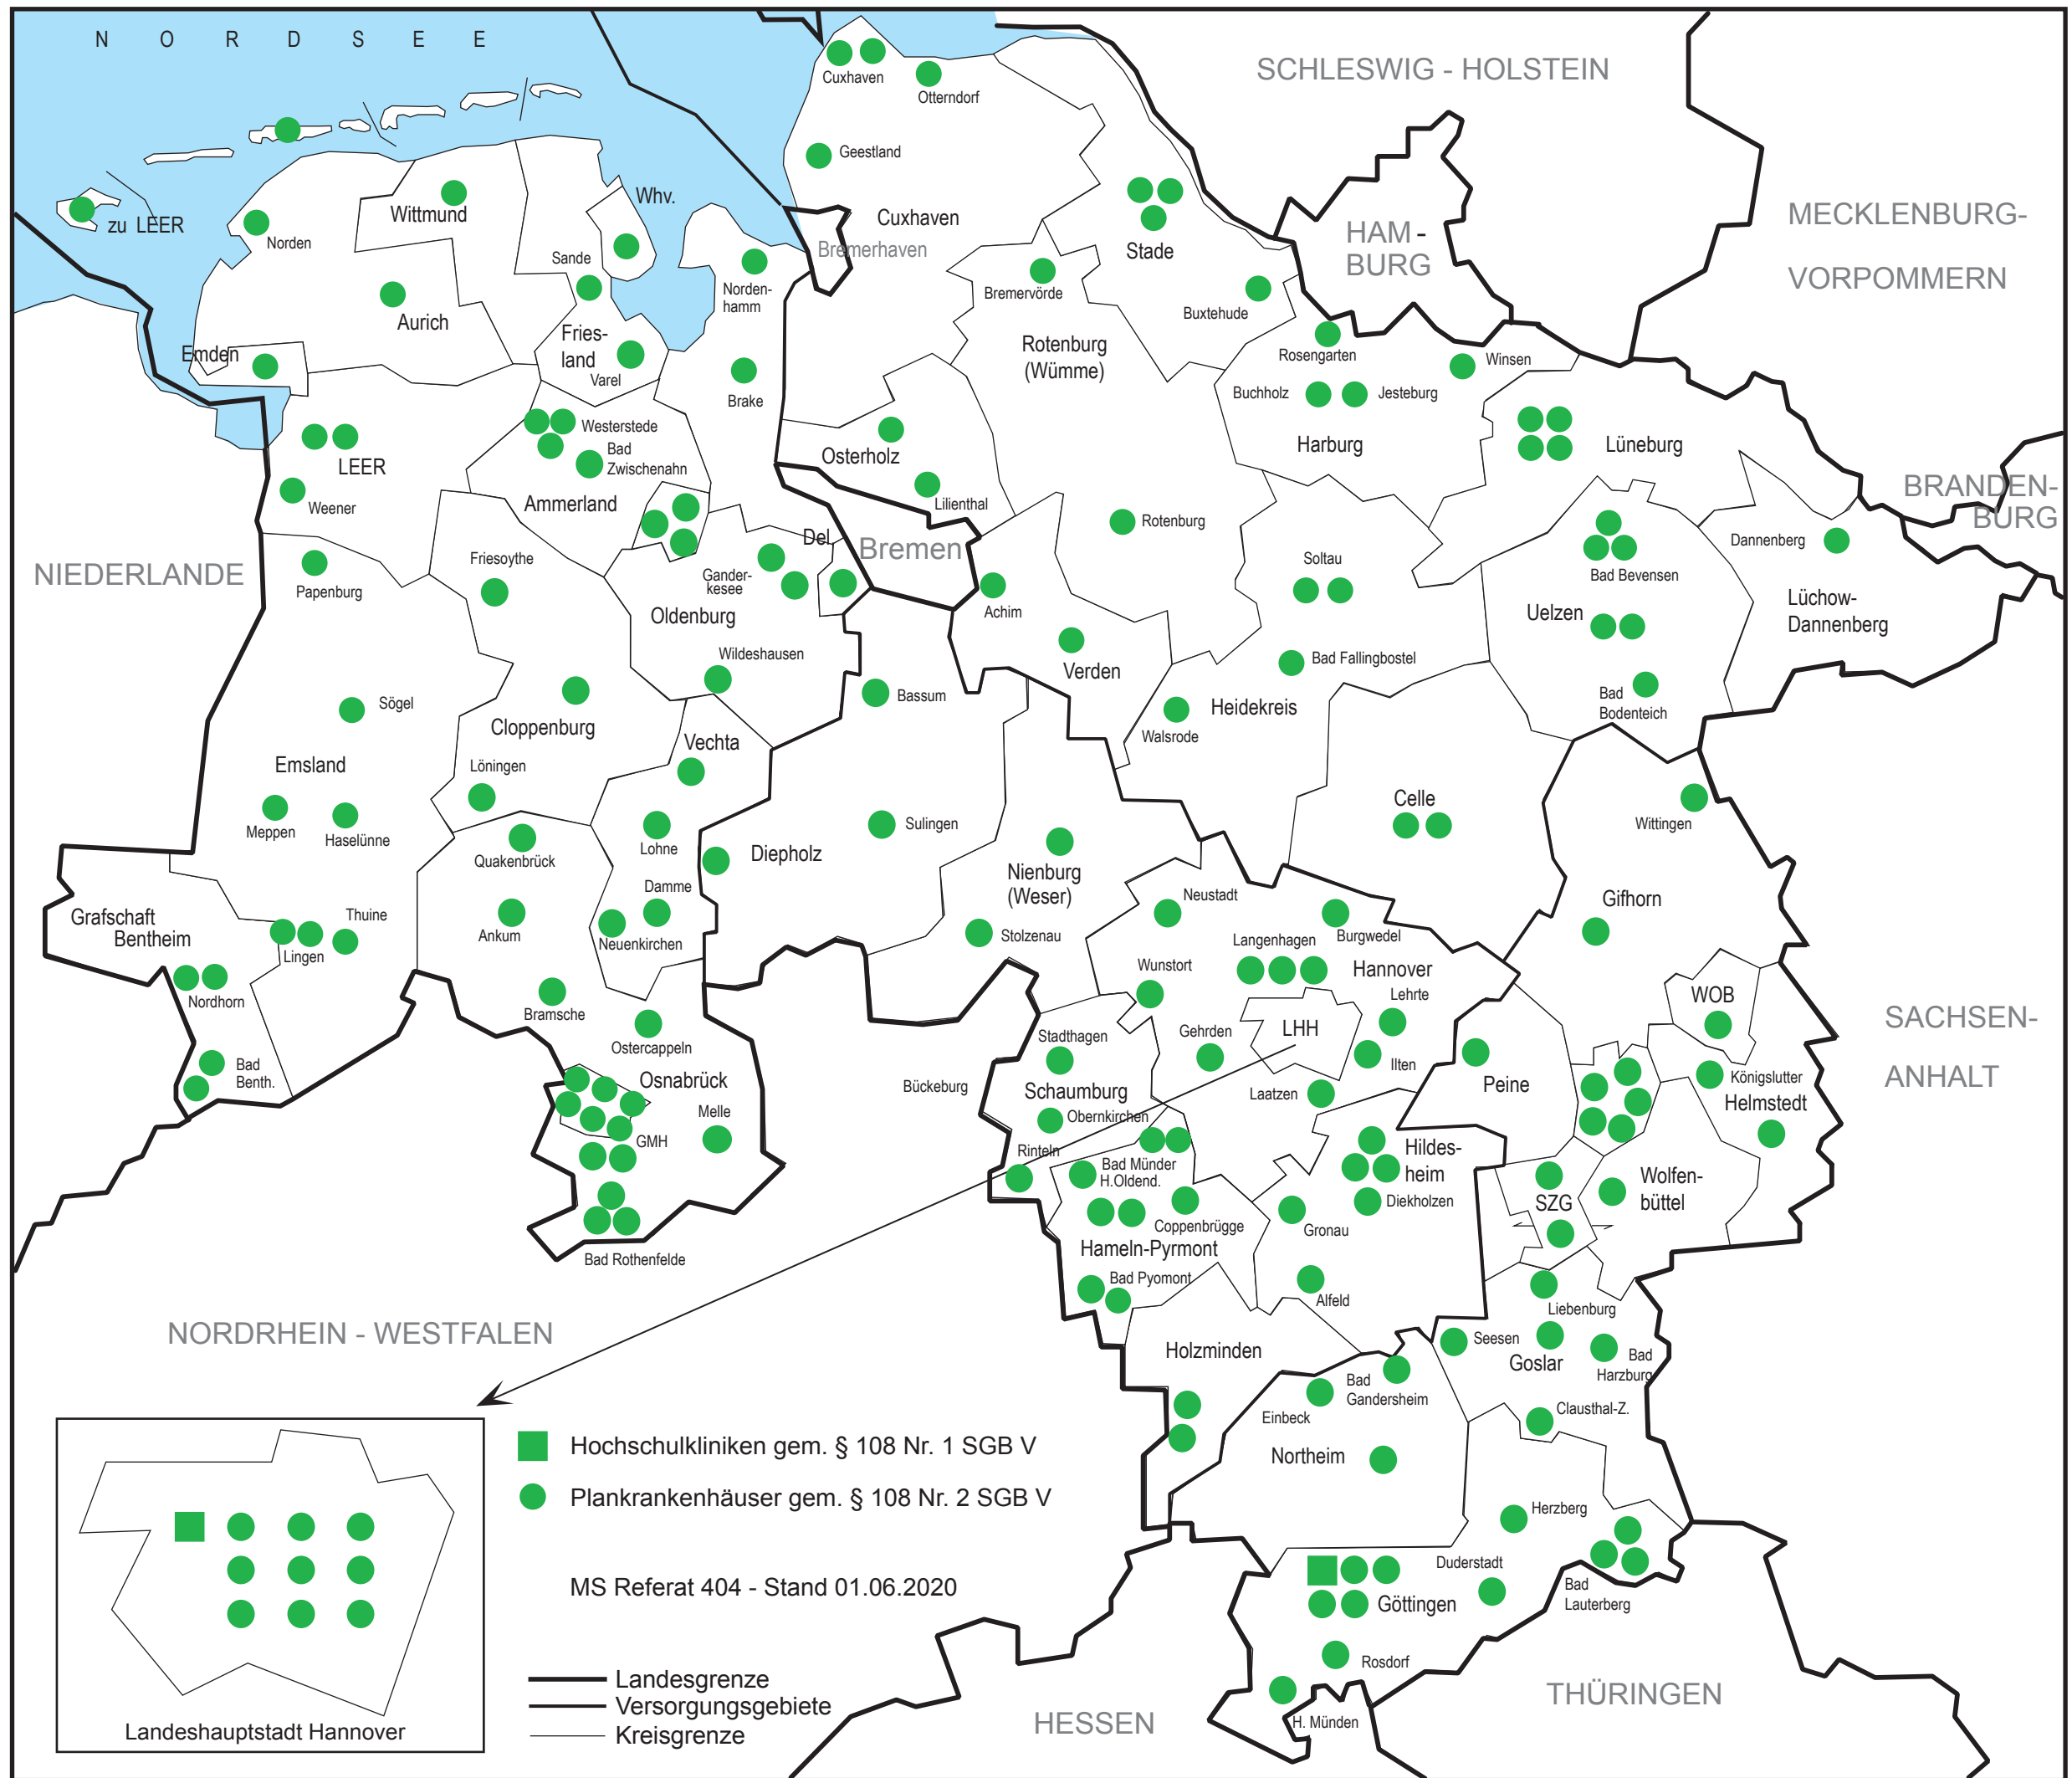 N O R D S E E
SCHLESWIG - HOLSTEIN
MECKLENBURG-
VORPOMMERN
HAM -
BURG
BRANDEN-
BURG
NIEDERLANDE
SACHSEN-
ANHALT
NORDRHEIN - WESTFALEN
HESSEN
THÜRINGEN
Bremen
Bremerhaven
Cuxhaven
Otterndorf
Geestland
Cuxhaven
zu LEER
Norden
Wittmund
Whv.
Sande
Norden-
hamm
Aurich
Fries-
land
Varel
Emden
Brake
Stade
Buxtehude
Bremervörde
Rotenburg
(Wümme)
Rosengarten
Winsen
Buchholz
Jesteburg
Harburg
Lüneburg
LEER
Weener
Westerstede
Bad
Zwischenahn
Ammerland
Osterholz
Lilienthal
Rotenburg
Del.
Dannenberg
Papenburg
Friesoythe
Gander-
kesee
Oldenburg
Achim
Soltau
Bad Bevensen
Uelzen
Lüchow-
Dannenberg
Wildeshausen
Verden
Bad Fallingbostel
Sögel
Bassum
Heidekreis
Walsrode
Bad
Bodenteich
Cloppenburg
Vechta
Emsland
Löningen
Meppen
Haselünne
Quakenbrück
Lohne
Diepholz
Sulingen
Celle
Wittingen
Nienburg
(Weser)
Gifhorn
Damme
Neustadt
Grafschaft
Bentheim
Thuine
Lingen
Ankum
Neuenkirchen
Stolzenau
Burgwedel
Langenhagen
Hannover
Wunstort
Lehrte
Nordhorn
Bramsche
WOB
Ostercappeln
Stadthagen
Gehrden
LHH
Ilten
Peine
Königslutter
Helmstedt
Bad
Benth.
Osnabrück
Bückeburg
Schaumburg
Laatzen
Melle
Obernkirchen
GMH
Rinteln
Bad Münder
H.Oldend.
Hildes-
heim
Diekholzen
SZG
Wolfen-
büttel
Coppenbrügge
Gronau
Hameln-Pyrmont
Bad Rothenfelde
Bad Pyomont
Alfeld
Liebenburg
Seesen
Goslar
Bad
Harzburg
Holzminden
Bad
Gandersheim
Einbeck
Clausthal-Z.
Northeim
Herzberg
Duderstadt
Göttingen
Bad
Lauterberg
Rosdorf
H. Münden
Hochschulkliniken gem. § 108 Nr. 1 SGB V
Plankrankenhäuser gem. § 108 Nr. 2 SGB V
MS Referat 404 - Stand 01.06.2020
Landesgrenze
Versorgungsgebiete
Kreisgrenze
Landeshauptstadt Hannover